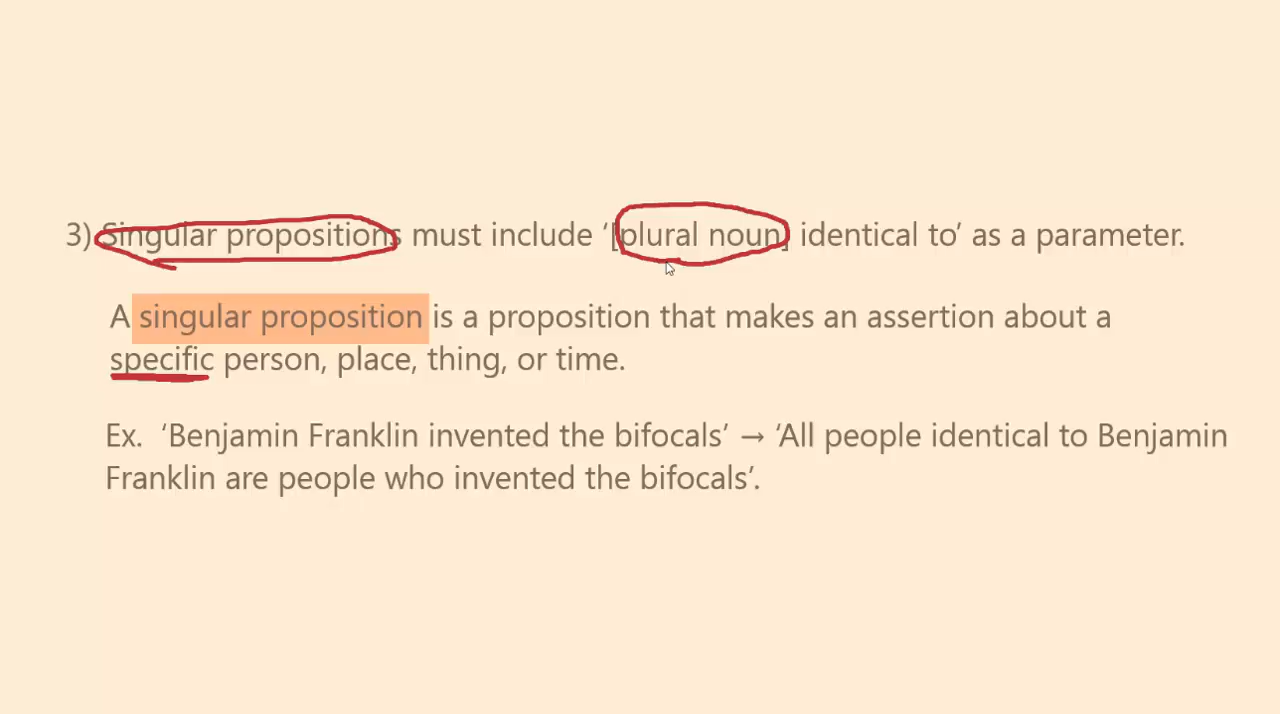 3) Singular propositions must include ‘[plural noun] identical to’ as a parameter.
A singular proposition is a proposition that makes an assertion about a
specific person, place, thing, or time.
Ex.  ‘Benjamin Franklin invented the bifocals’ → ‘All people identical to Benjamin
Franklin are people who invented the bifocals’.